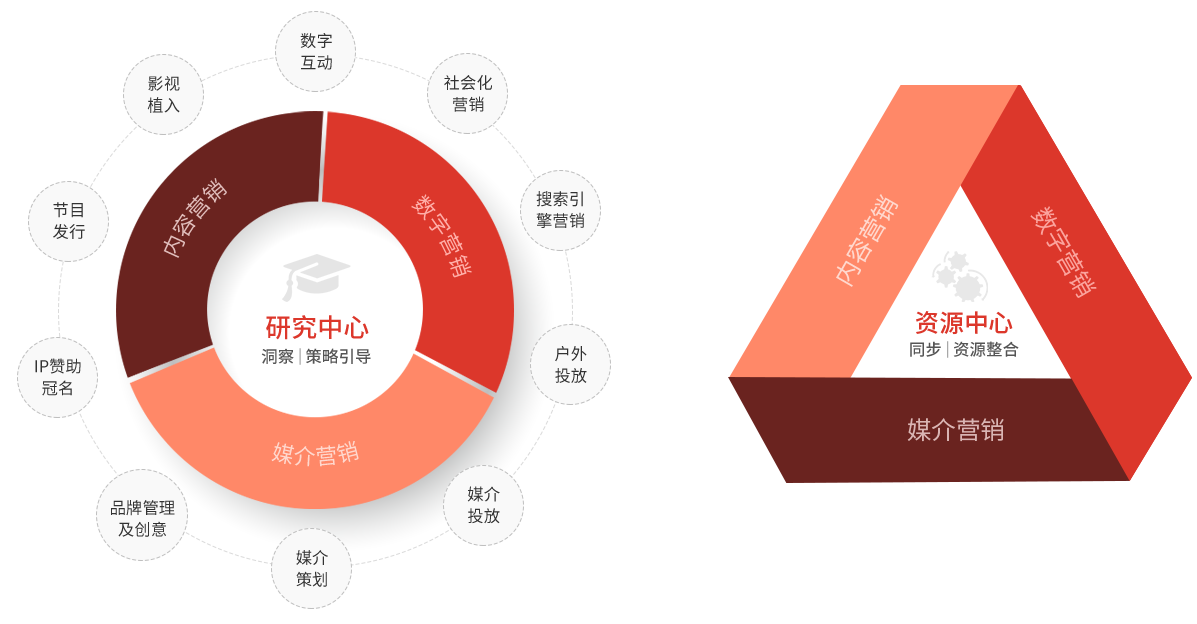 数字
互动
影视
植入
社会化
营销
节目
发行
搜索引
擎营销
IP赞助
冠名
户外
投放
品牌管理
及创意
媒介
投放
媒介
策划
内容营销
数字营销
媒介营销
研究中心
洞察|策略引导
内容营销
数字营销
媒介营销
资源中心
同步|资源整合